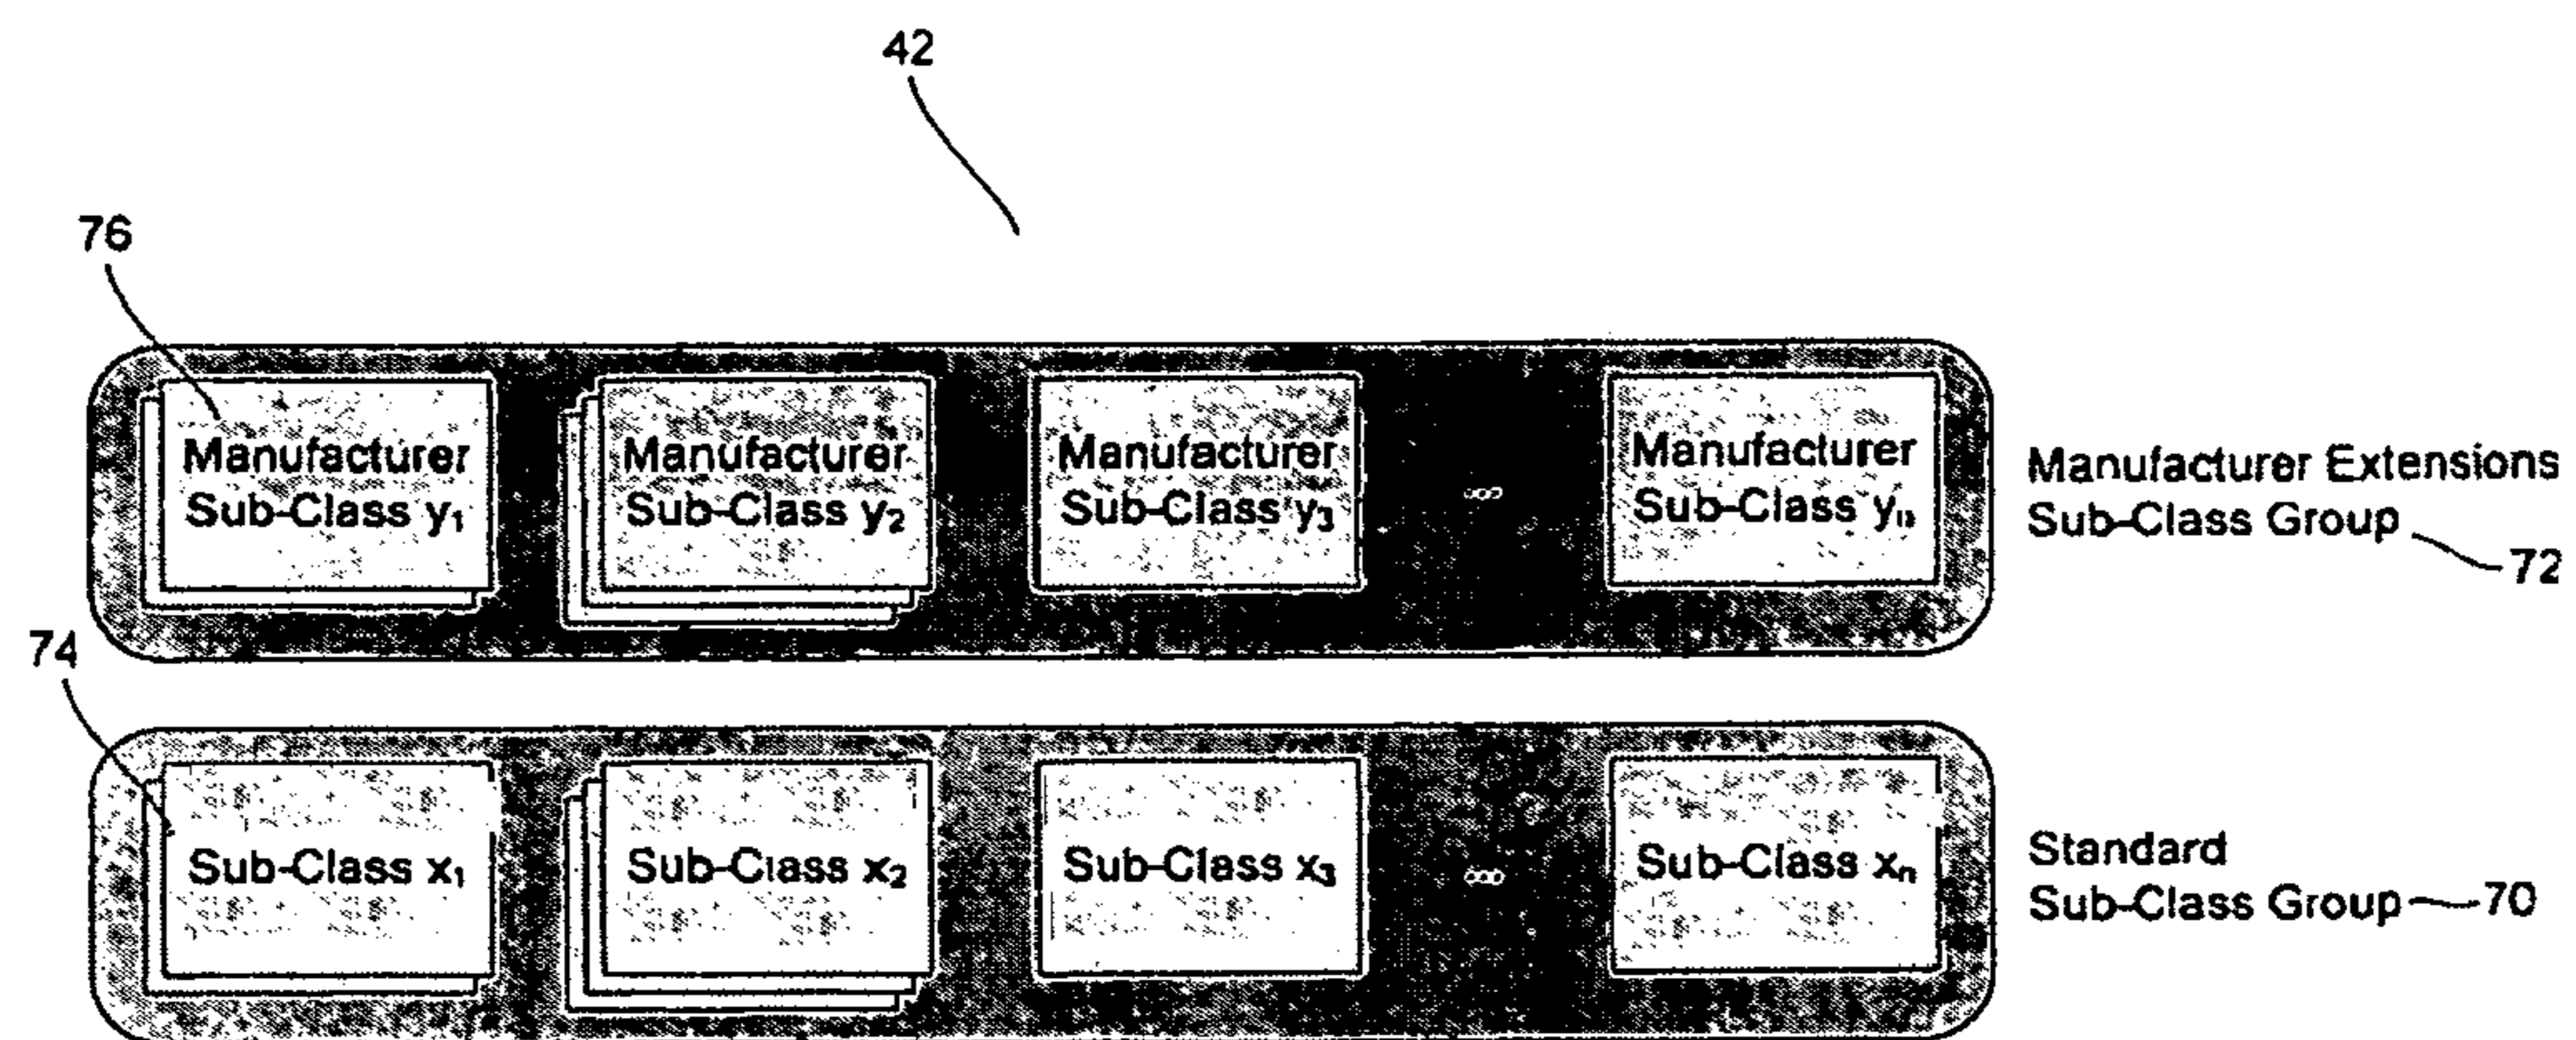 42
76
Manufacturer
Sub-Class y₁
Manufacturer
Sub-Class y₂
Manufacturer
Sub-Class y₃
ooo
Manufacturer
Sub-Class yₙ
Manufacturer Extensions
Sub-Class Group
72
74
Sub-Class x₁
Sub-Class x₂
Sub-Class x₃
ooo
Sub-Class xₙ
Standard
Sub-Class Group
70